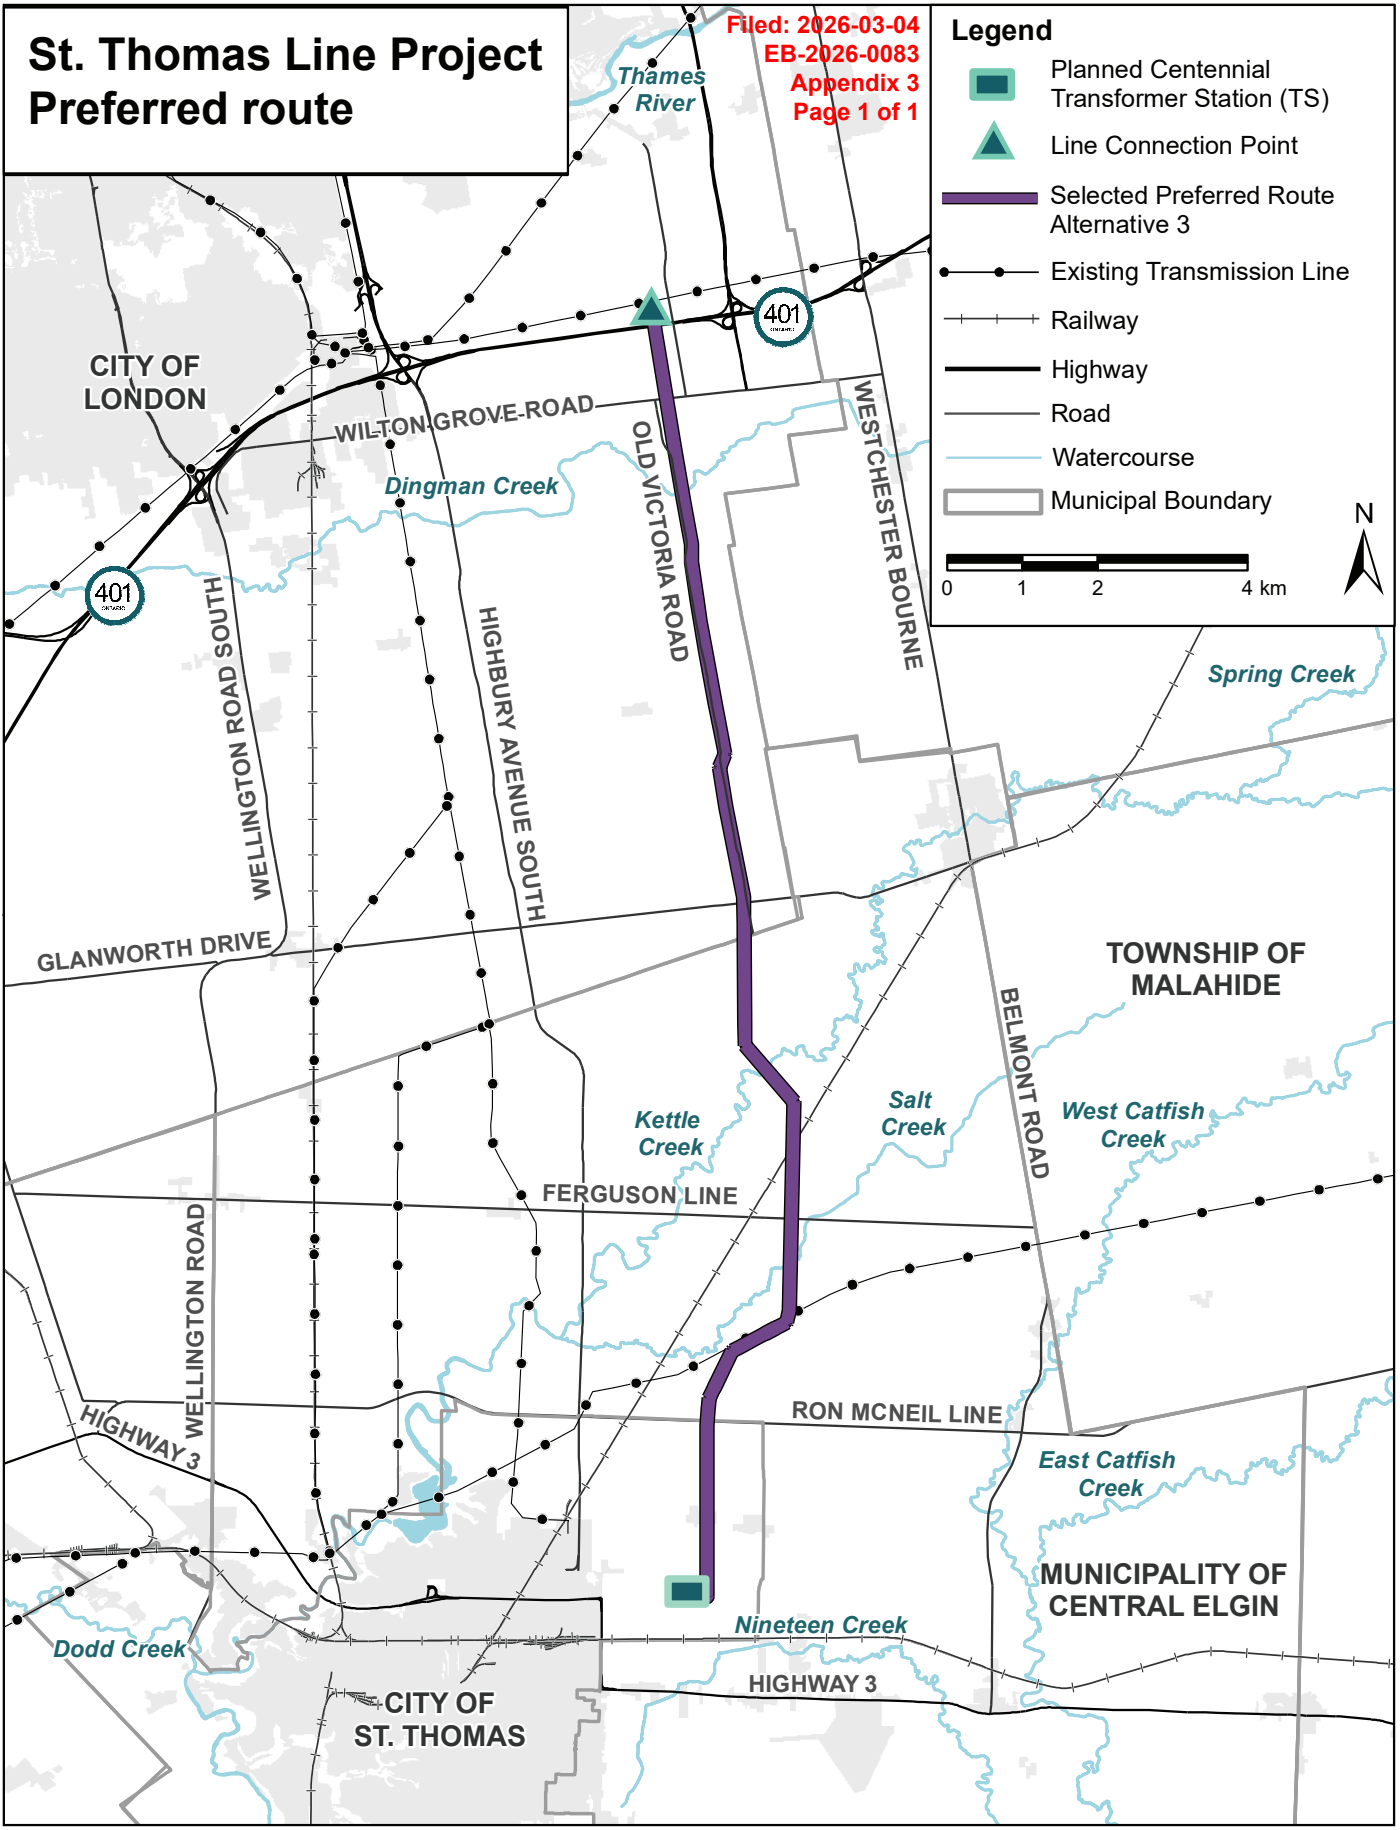 St. Thomas Line Project
Preferred route
Filed: 2026-03-04
EB-2026-0083
Appendix 3
Page 1 of 1
Legend
Planned Centennial
Transformer Station (TS)
Line Connection Point
Selected Preferred Route
Alternative 3
Existing Transmission Line
Railway
Highway
Road
Watercourse
Municipal Boundary
N
0 1 2 4 km
Thames
River
401
ONTARIO
CITY OF
LONDON
WILTON GROVE ROAD
Dingman Creek
OLD VICTORIA ROAD
WESTCHESTER BOURNE
401
ONTARIO
WELLINGTON ROAD SOUTH
HIGHBURY AVENUE SOUTH
Spring Creek
GLANWORTH DRIVE
TOWNSHIP OF
MALAHIDE
BELMONT ROAD
Kettle
Creek
Salt
Creek
West Catfish
Creek
FERGUSON LINE
WELLINGTON ROAD
HIGHWAY 3
RON MCNEIL LINE
East Catfish
Creek
MUNICIPALITY OF
CENTRAL ELGIN
Nineteen Creek
Dodd Creek
HIGHWAY 3
CITY OF
ST. THOMAS